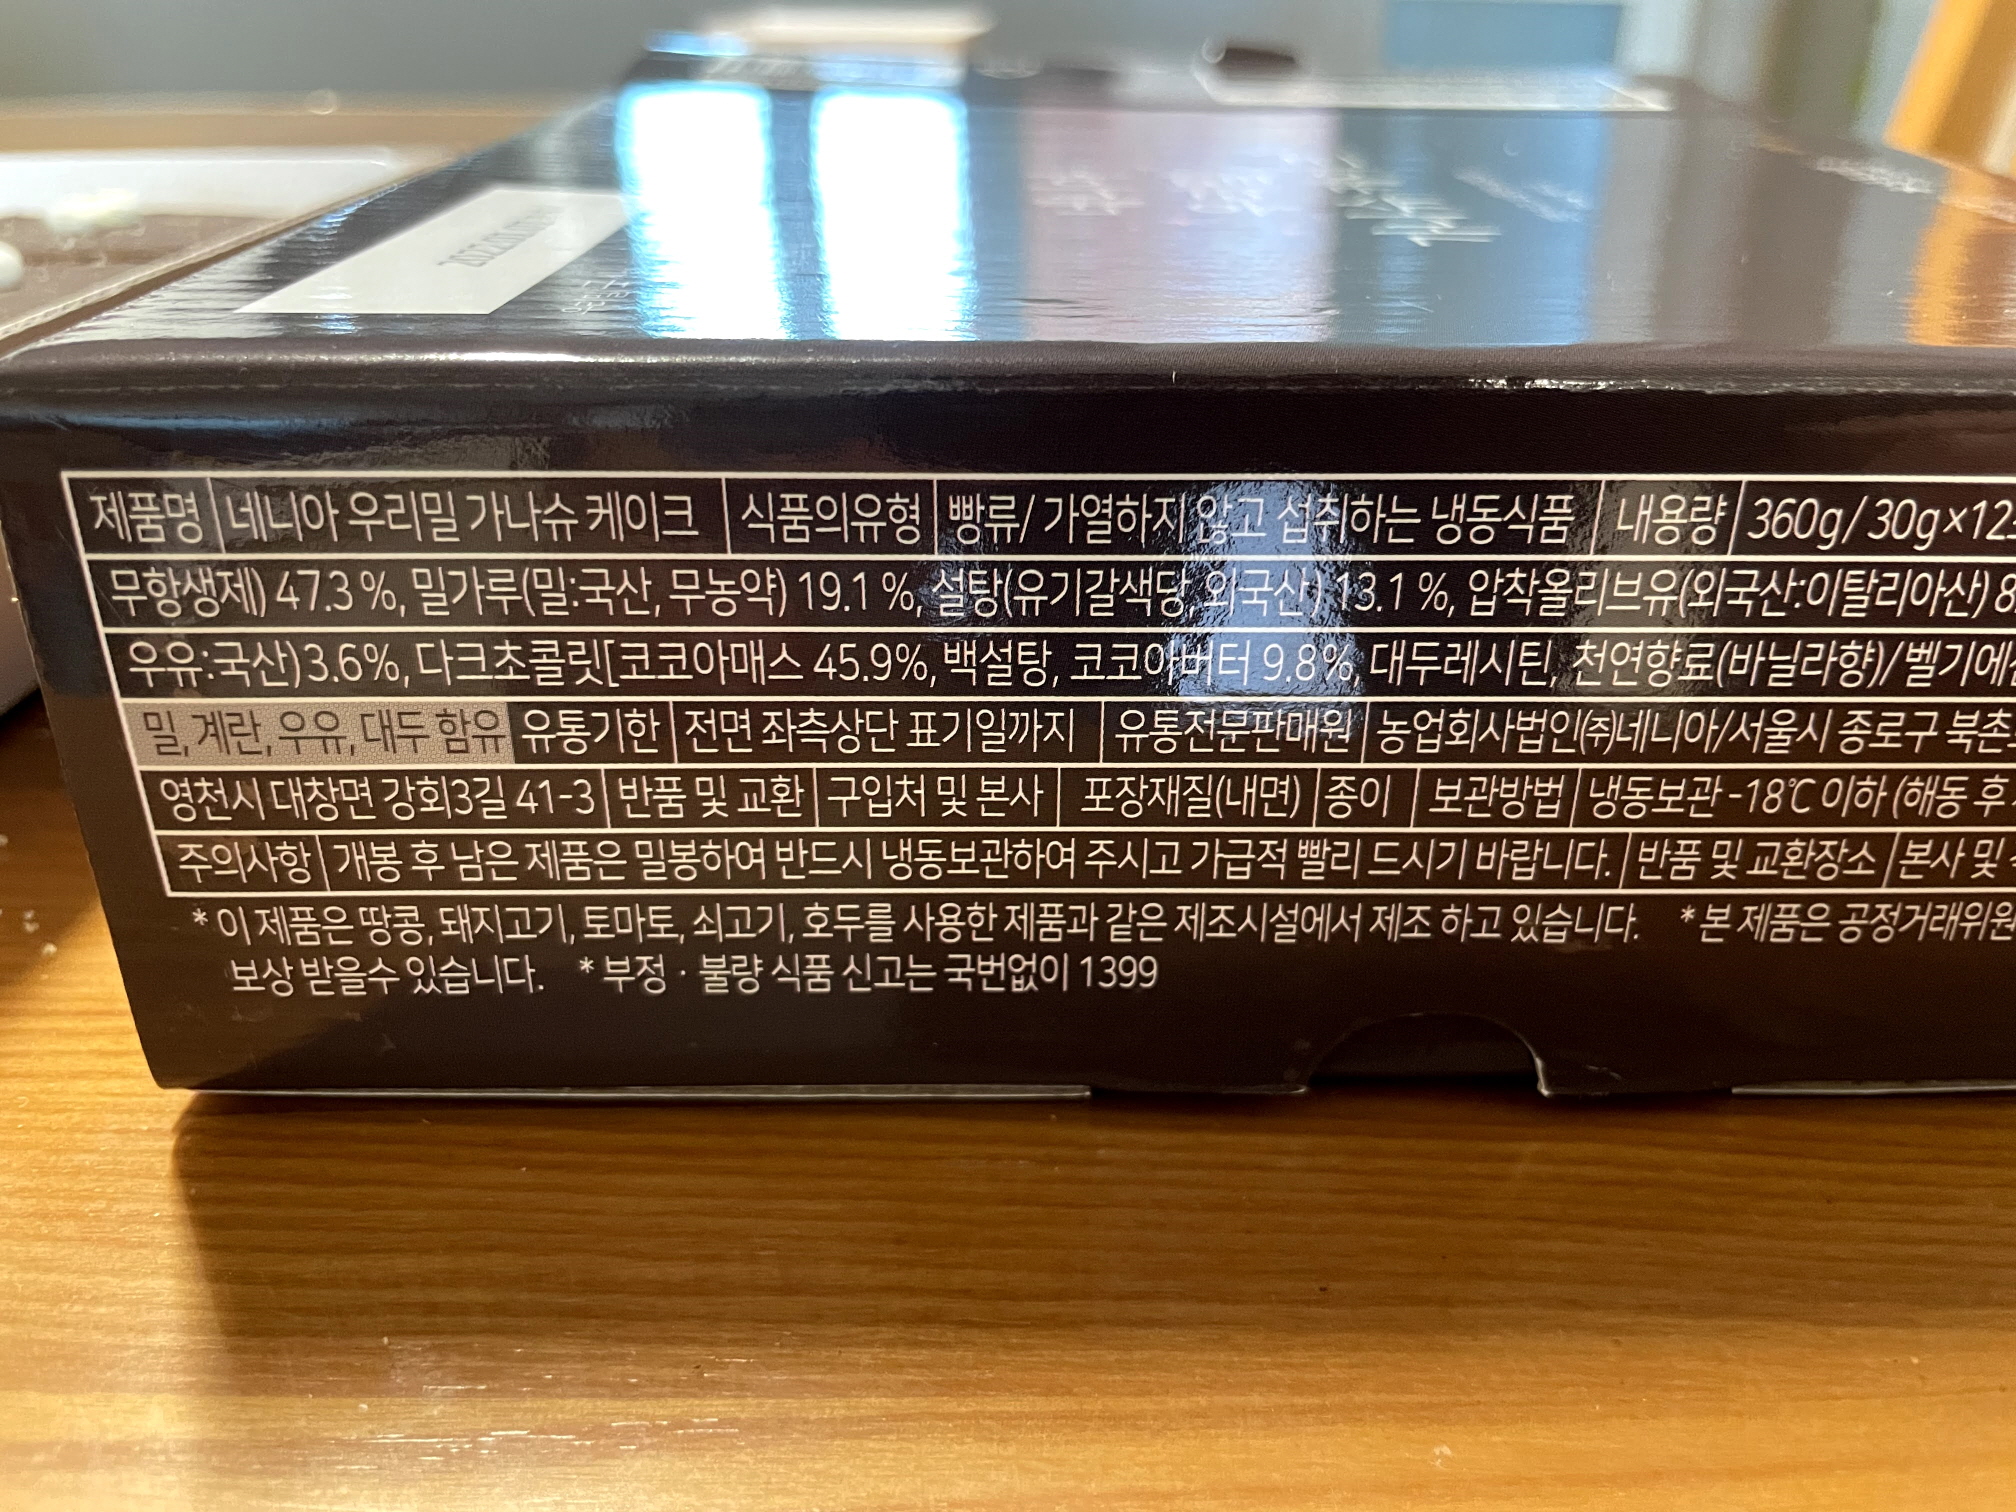 제품명 네니아 우리밀 가나슈 케이크 식품의유형 빵류/ 가열하지 않고 섭취하는 냉동식품 내용량 360g/ 30g×12
무항생제) 47.3 %, 밀가루(밀:국산, 무농약) 19.1 %, 설탕(유기갈색당, 외국산) 13.1 %, 압착올리브유(외국산:이탈리아산) 8
우유:국산)3.6%, 다크초콜릿[코코아매스 45.9%, 백설탕, 코코아버터 9.8%, 대두레시틴, 천연향료(바닐라향)/벨기에
밀, 계란, 우유, 대두 함유 유통기한 전면 좌측상단 표기일까지 유통전문판매원 농업회사법인㈜네니아/서울시 종로구 북촌
영천시 대창면 강회3길 41-3 반품 및 교환 구입처 및 본사 포장재질(내면) 종이 보관방법 냉동보관 -18℃ 이하 (해동 후
주의사항 개봉 후 남은 제품은 밀봉하여 반드시 냉동보관하여 주시고 가급적 빨리 드시기 바랍니다. 반품 및 교환장소 본사 및
* 이 제품은 땅콩, 돼지고기, 토마토, 쇠고기, 호두를 사용한 제품과 같은 제조시설에서 제조 하고 있습니다. * 본 제품은 공정거래위원
보상 받을수 있습니다. * 부정 · 불량 식품 신고는 국번없이 1399